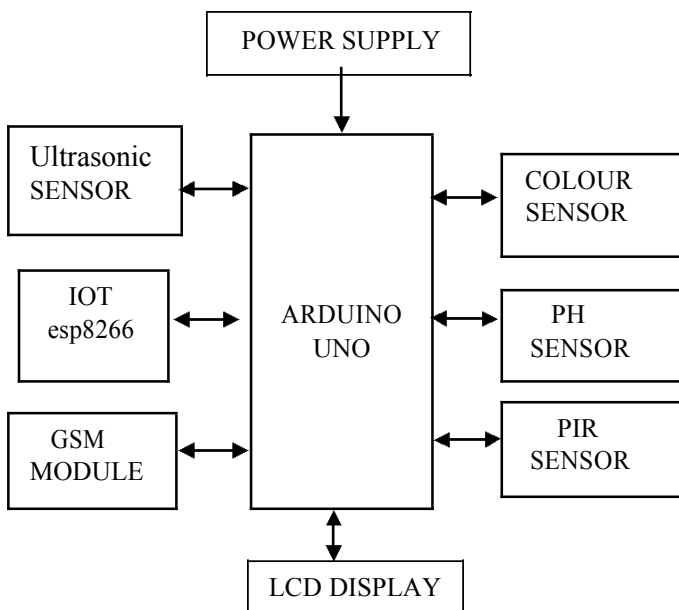 POWER SUPPLY
Ultrasonic
SENSOR
COLOUR
SENSOR
IOT
esp8266
ARDUINO
UNO
PH
SENSOR
GSM
MODULE
PIR
SENSOR
LCD DISPLAY